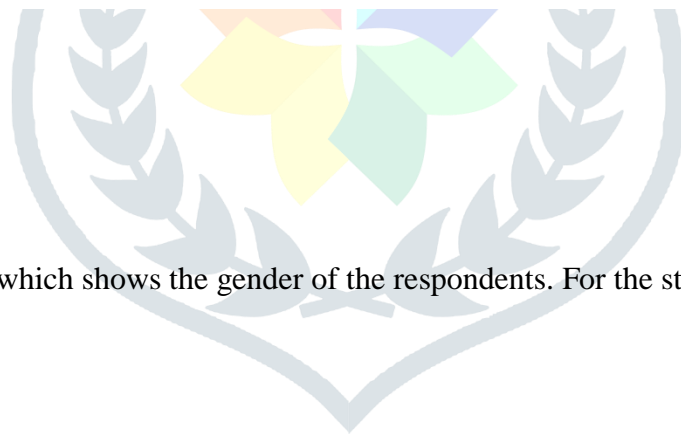 which shows the gender of the respondents. For the st